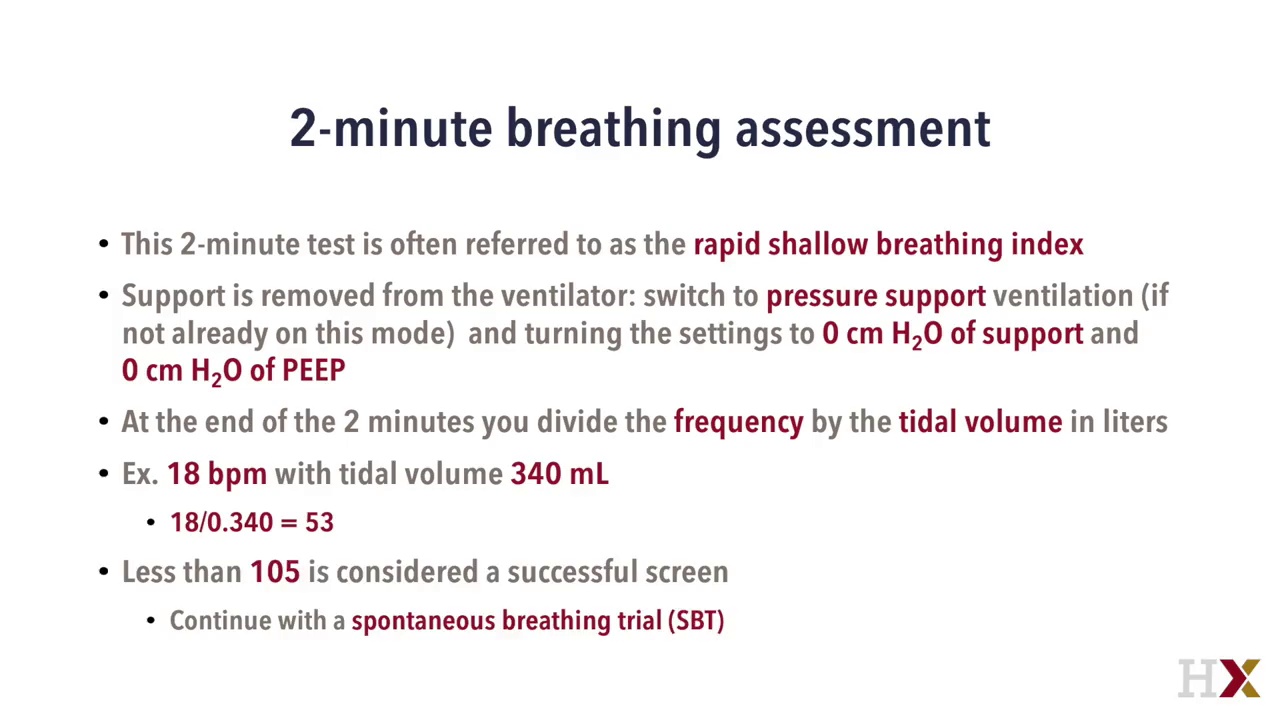 2-minute breathing assessment
• This 2-minute test is often referred to as the rapid shallow breathing index
• Support is removed from the ventilator: switch to pressure support ventilation (if
not already on this mode)  and turning the settings to 0 cm H₂O of support and
0 cm H₂O of PEEP
• At the end of the 2 minutes you divide the frequency by the tidal volume in liters
• Ex. 18 bpm with tidal volume 340 mL
• 18/0.340 = 53
• Less than 105 is considered a successful screen
• Continue with a spontaneous breathing trial (SBT)
HX